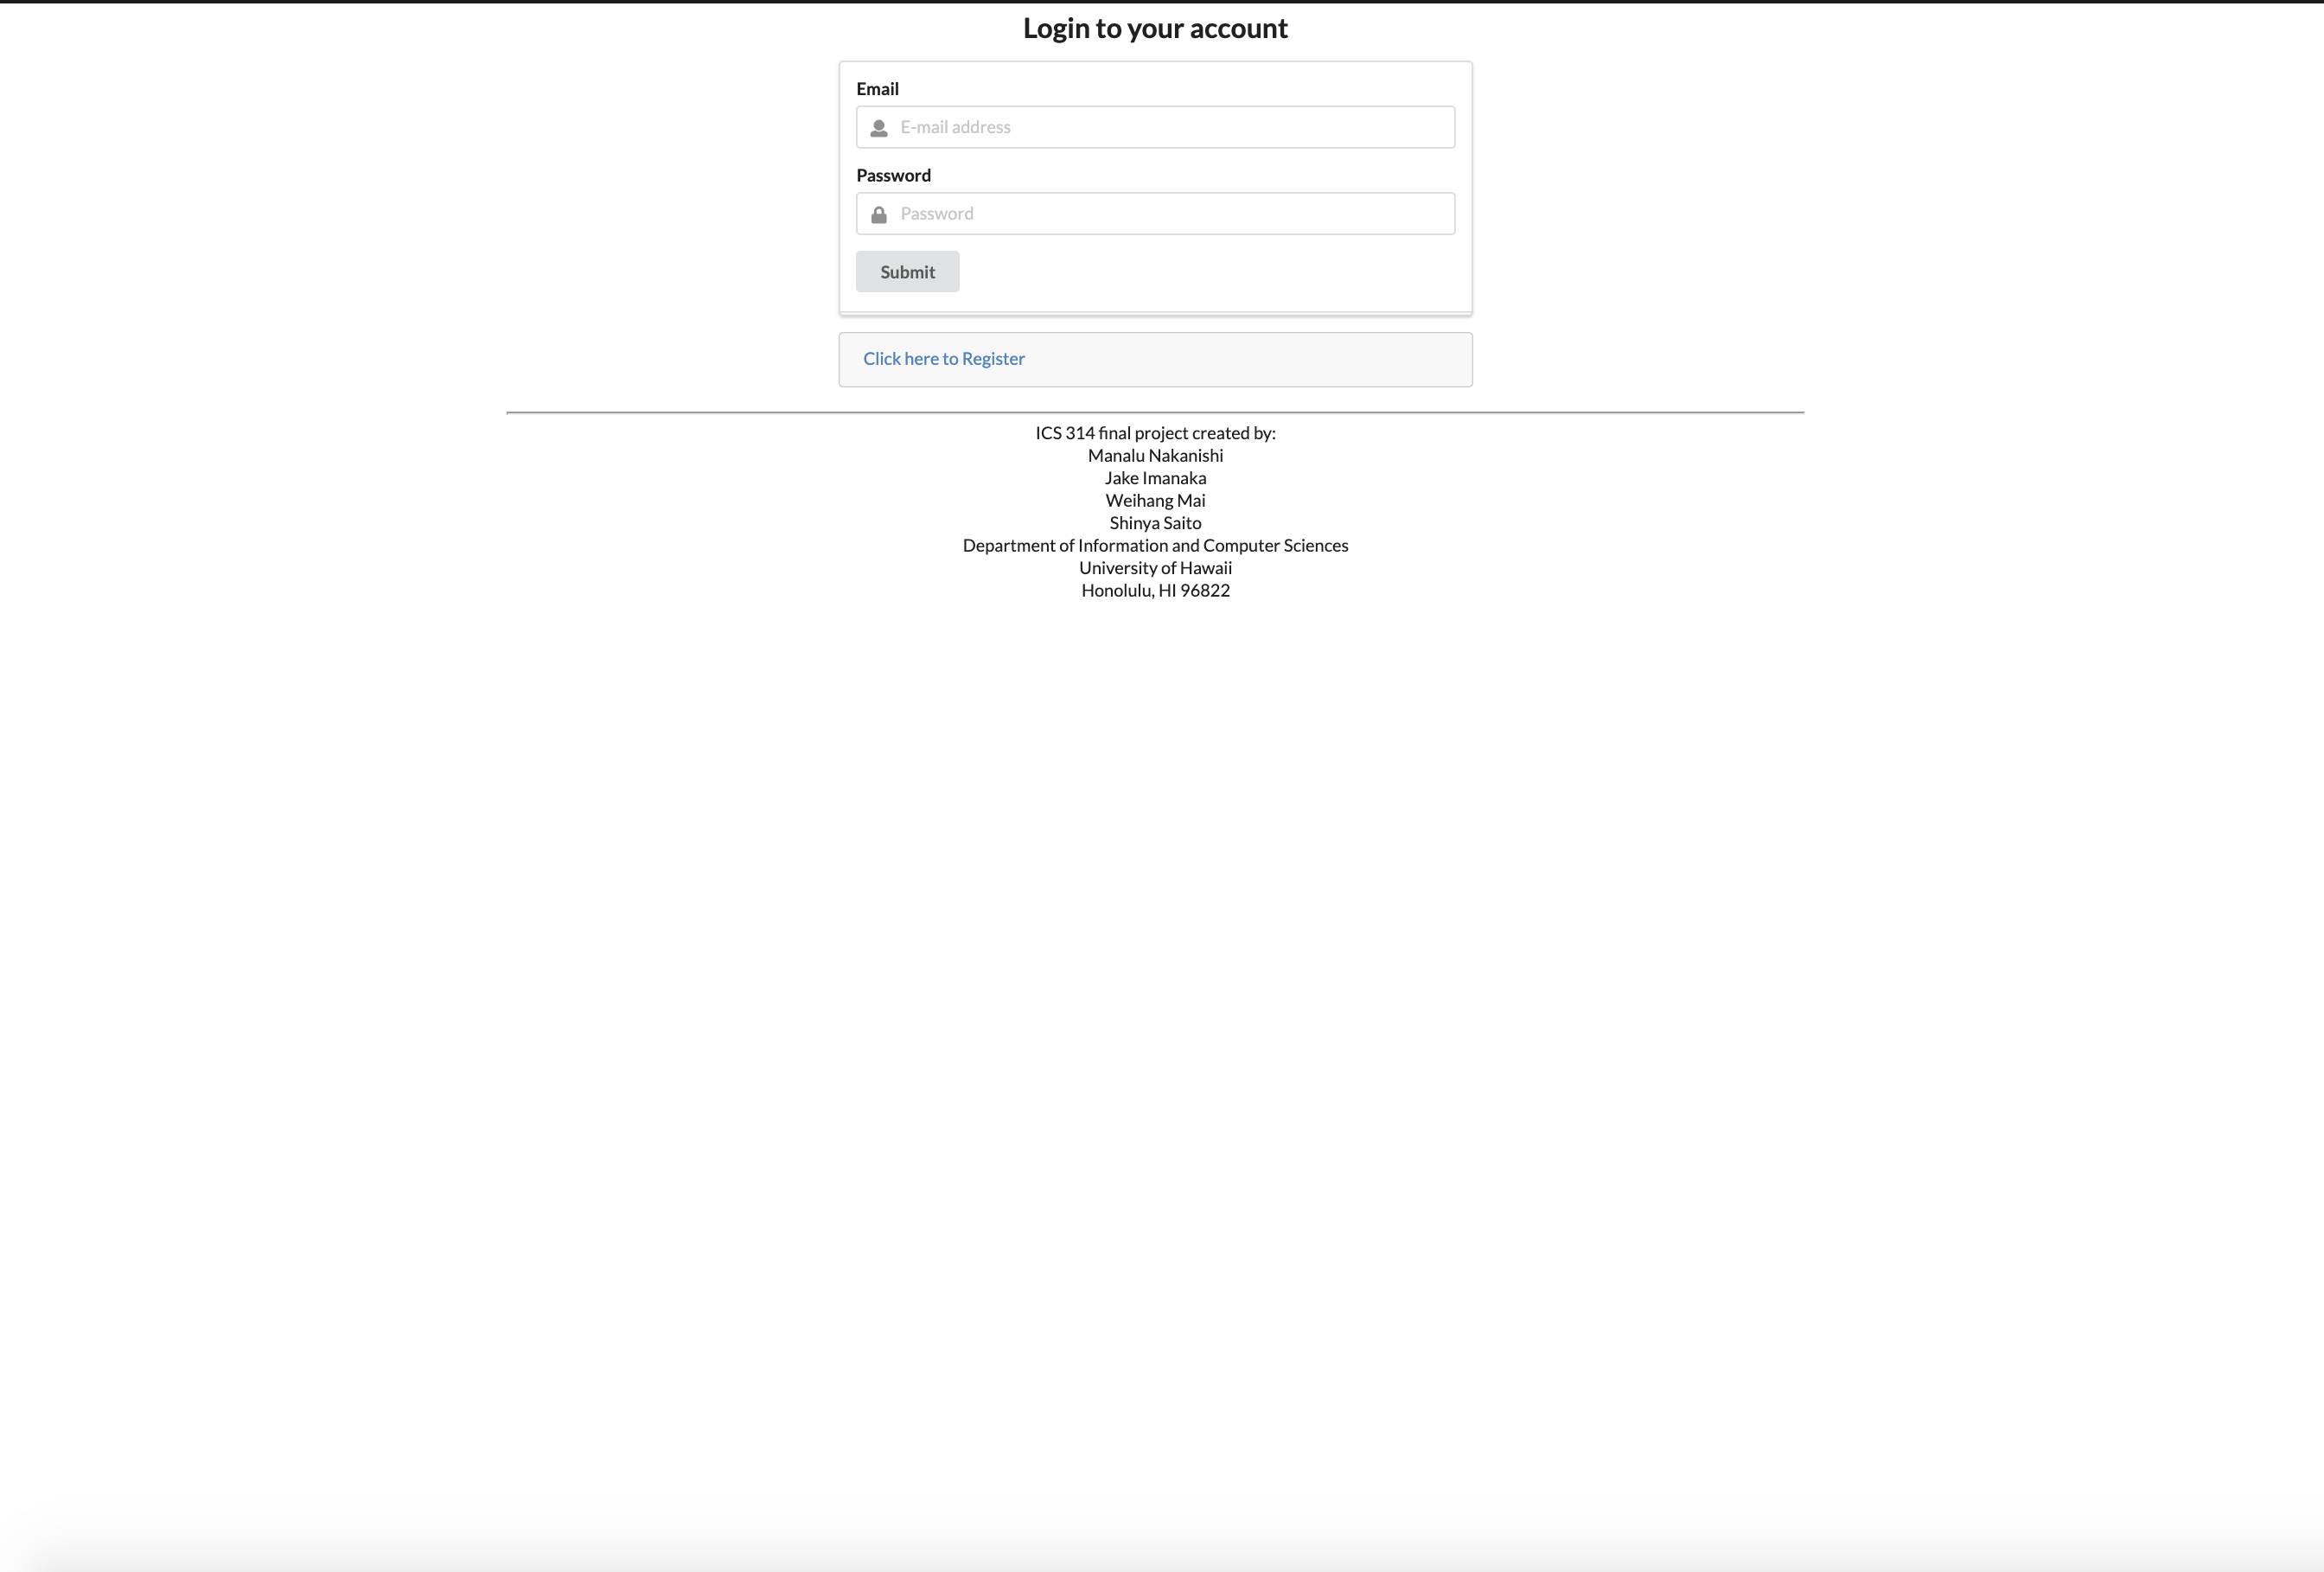 Login to your account
Email
E-mail address
Password
Password
Submit
Click here to Register
ICS 314 final project created by:
Manalu Nakanishi
Jake Imanaka
Weihang Mai
Shinya Saito
Department of Information and Computer Sciences
University of Hawaii
Honolulu, HI 96822